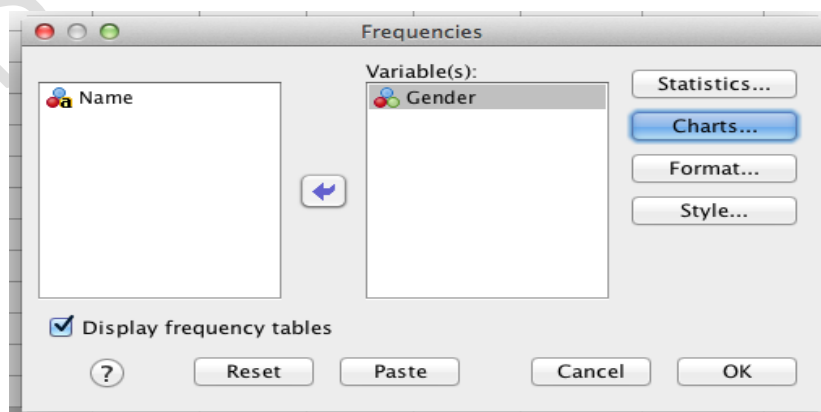 Frequencies
Variable(s):
a Name
Gender
Statistics...
Charts...
Format...
Style...
Display frequency tables
? Reset Paste Cancel OK